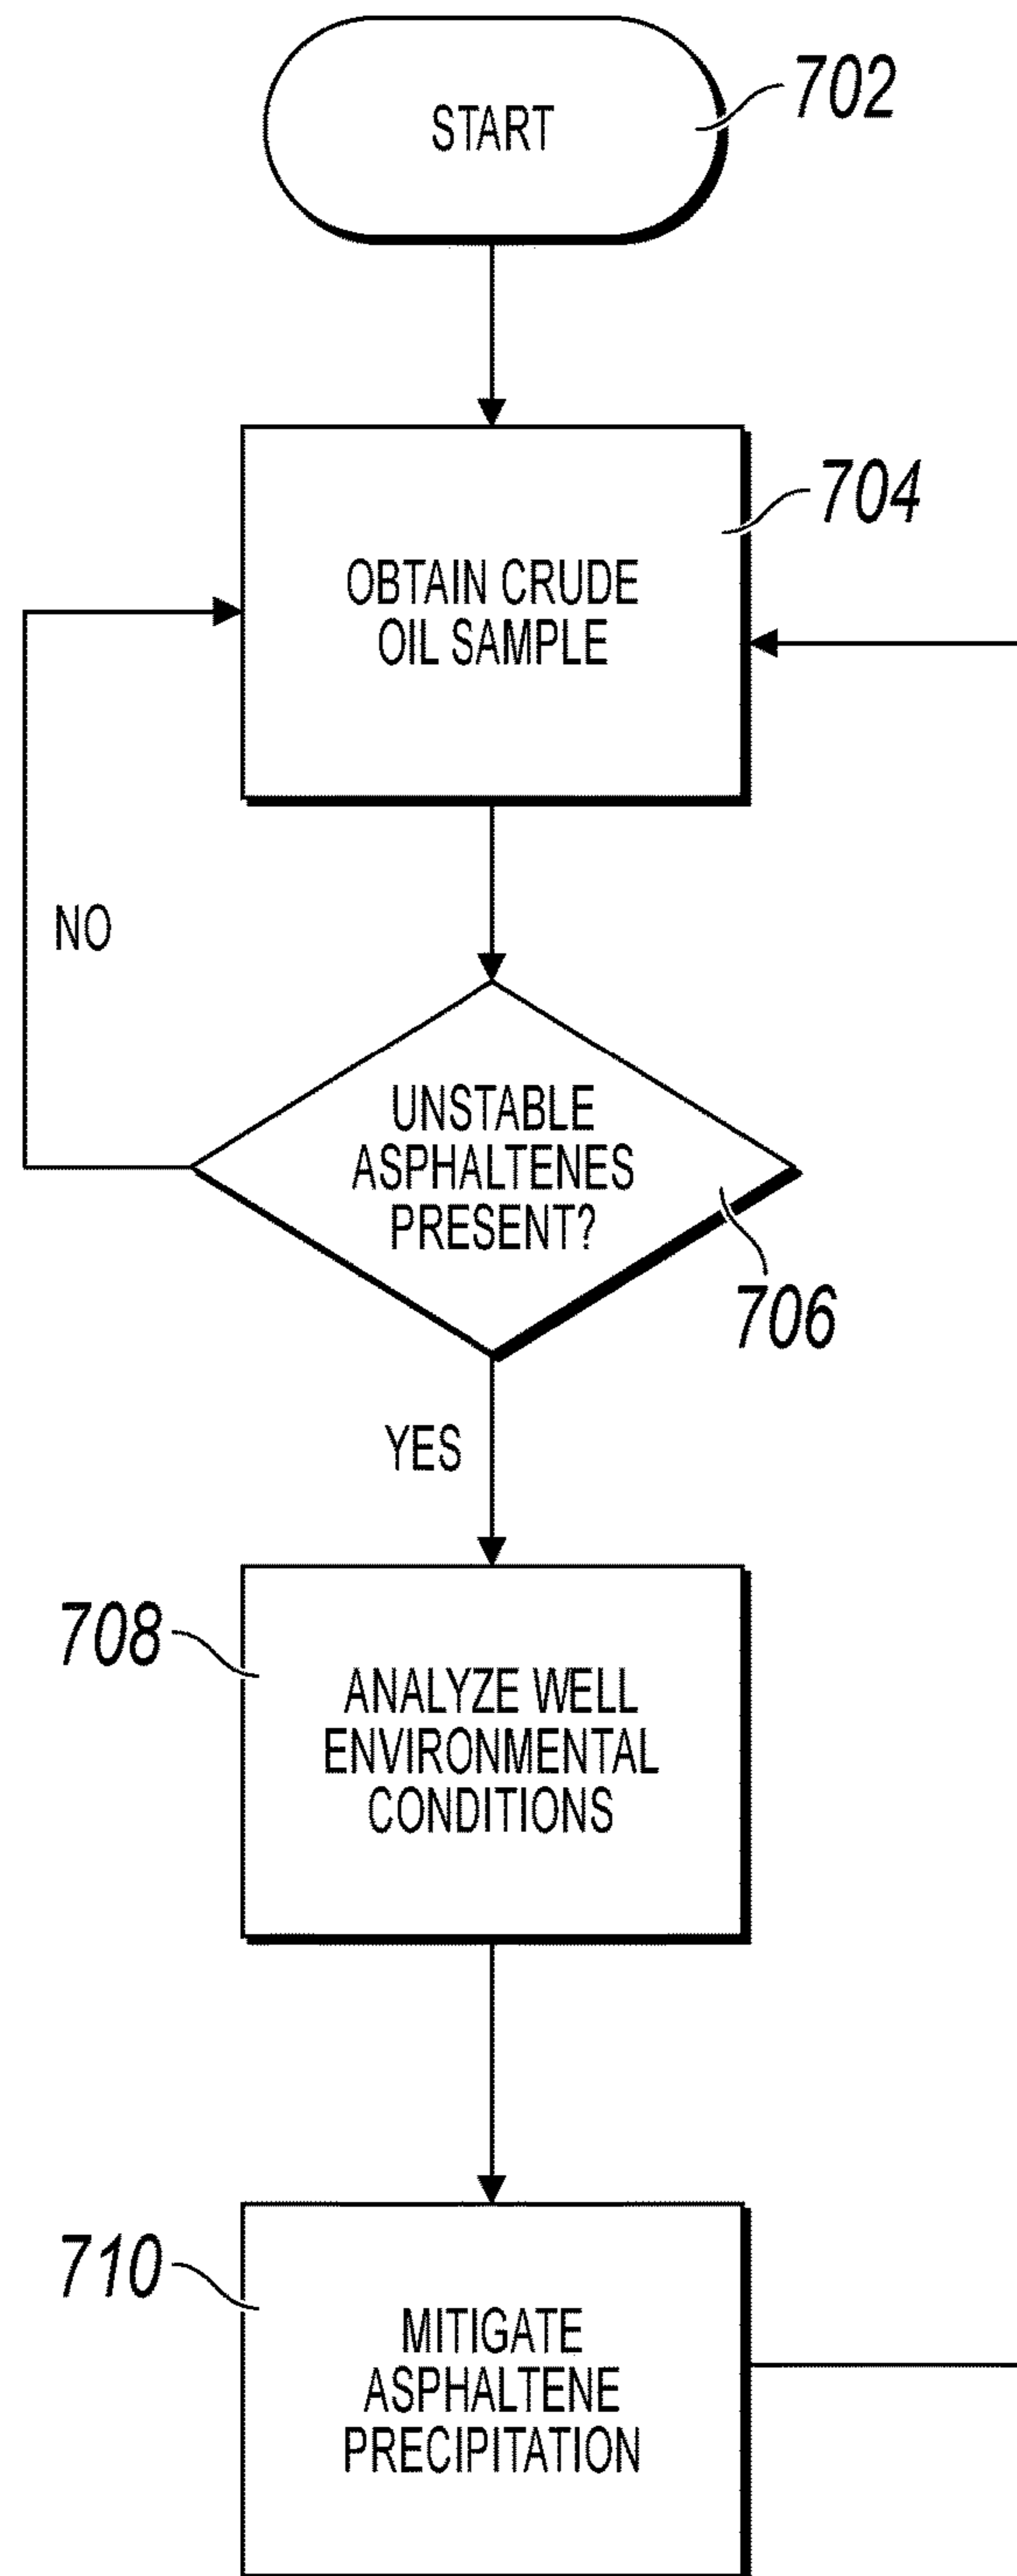 START
702
704
OBTAIN CRUDE
OIL SAMPLE
NO
UNSTABLE
ASPHALTENES
PRESENT?
706
YES
708
ANALYZE WELL
ENVIRONMENTAL
CONDITIONS
710
MITIGATE
ASPHALTENE
PRECIPITATION